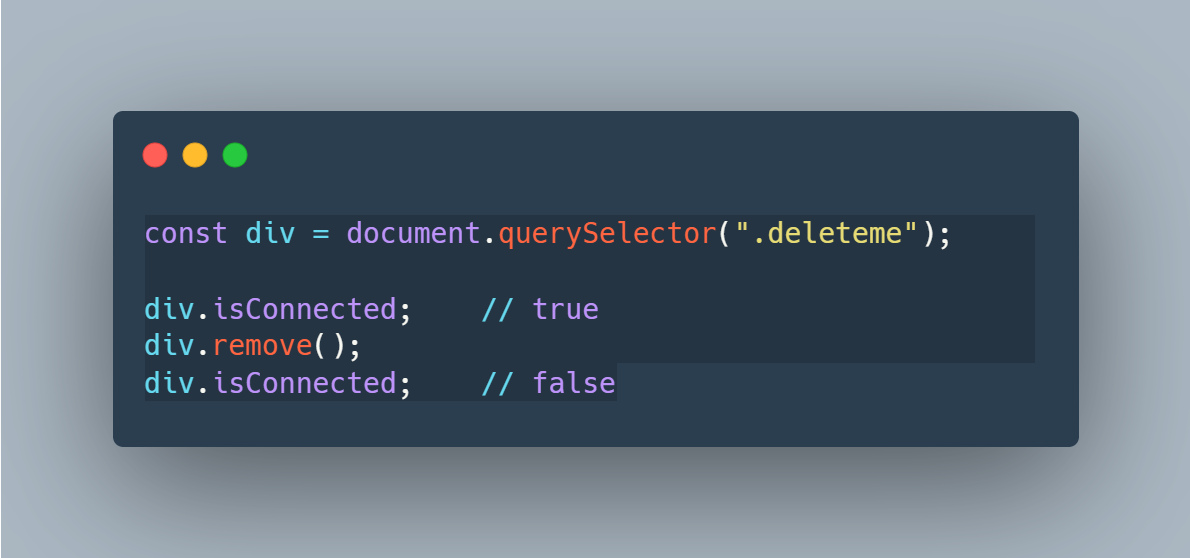 const div = document.querySelector(".deleteme");
div.isConnected;    // true
div.remove();
div.isConnected;    // false